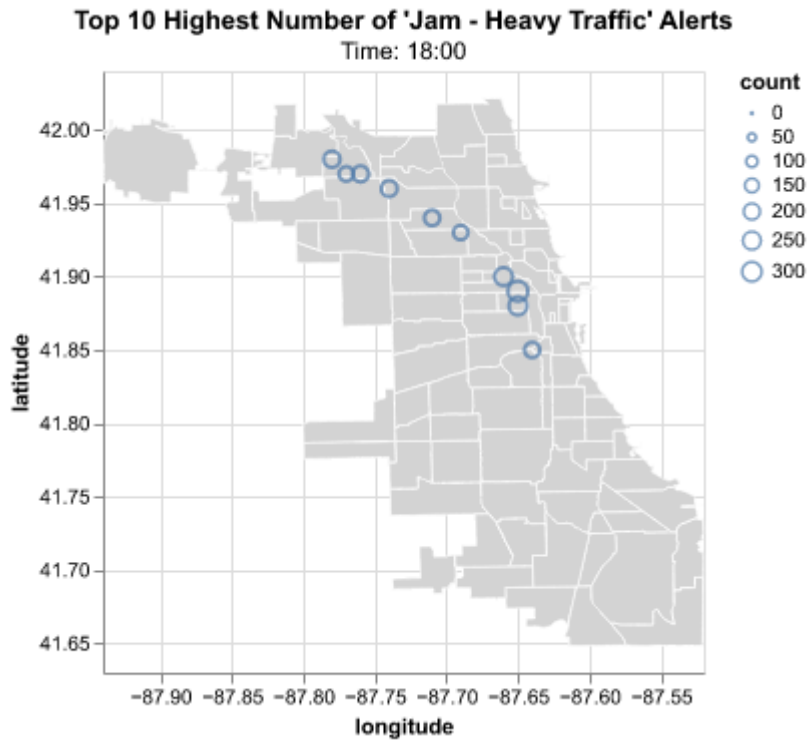 Top 10 Highest Number of 'Jam - Heavy Traffic' Alerts
Time: 18:00
count
0
50
100
150
200
250
300
42.00
41.95
41.90
41.85
41.80
41.75
41.70
41.65
latitude
−87.90 −87.85 −87.80 −87.75 −87.70 −87.65 −87.60 −87.55
longitude